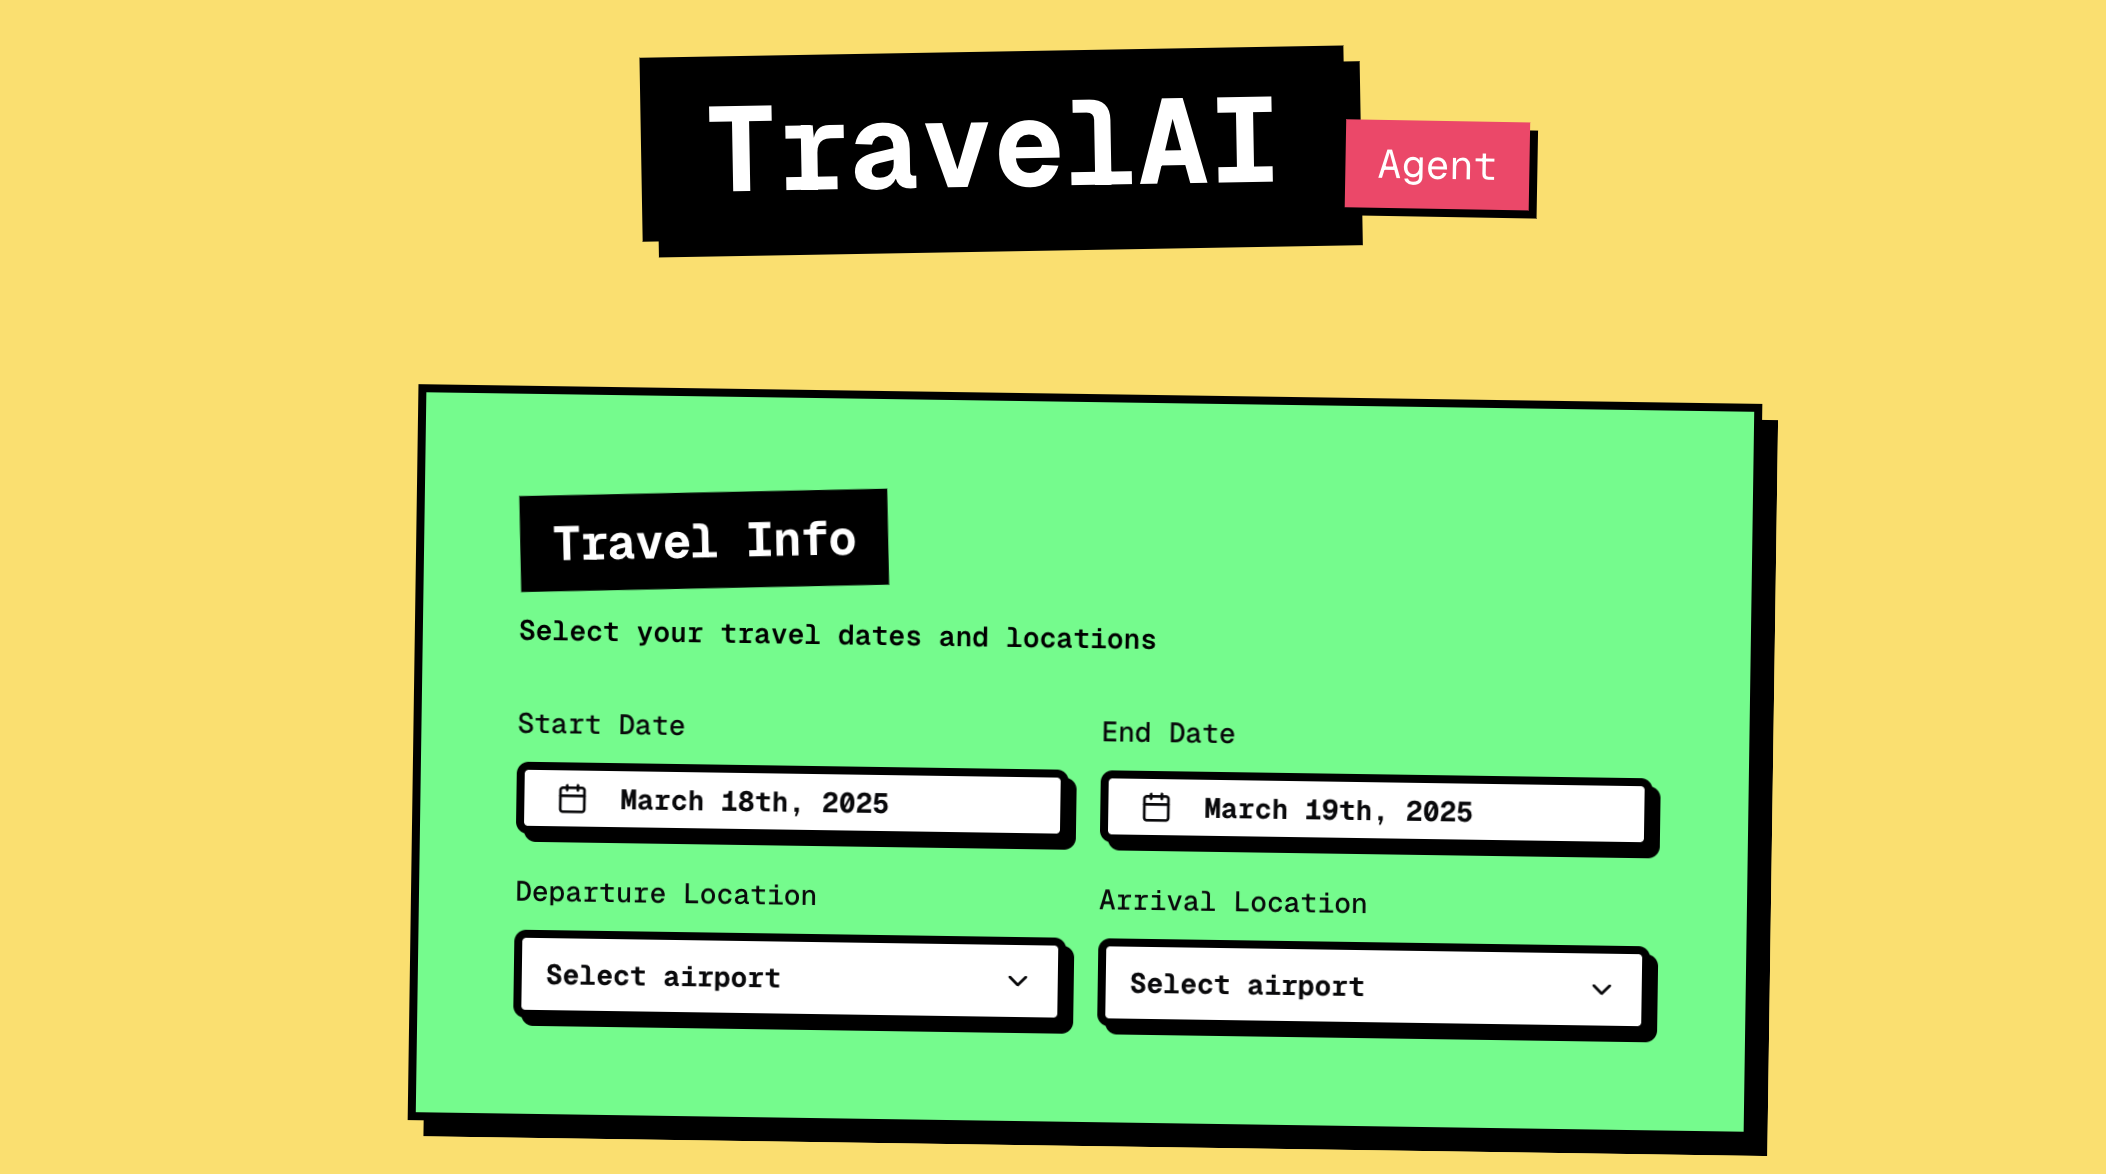 TravelAI
Agent
Travel Info
Select your travel dates and locations
Start Date
End Date
March 18th, 2025
March 19th, 2025
Departure Location
Arrival Location
Select airport
Select airport